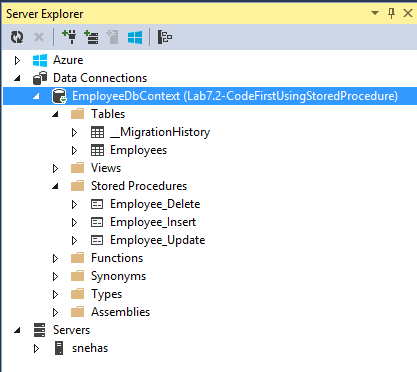 Server Explorer
Azure
Data Connections
EmployeeDbContext (Lab7.2-CodeFirstUsingStoredProcedure)
Tables
__MigrationHistory
Employees
Views
Stored Procedures
Employee_Delete
Employee_Insert
Employee_Update
Functions
Synonyms
Types
Assemblies
Servers
snehas